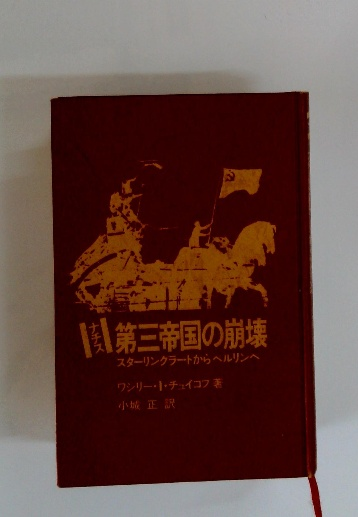 ナチス 第三帝国の崩壊
スターリングラードからベルリンへ
ワシリー・I・チュイコフ 著
小城 正 訳